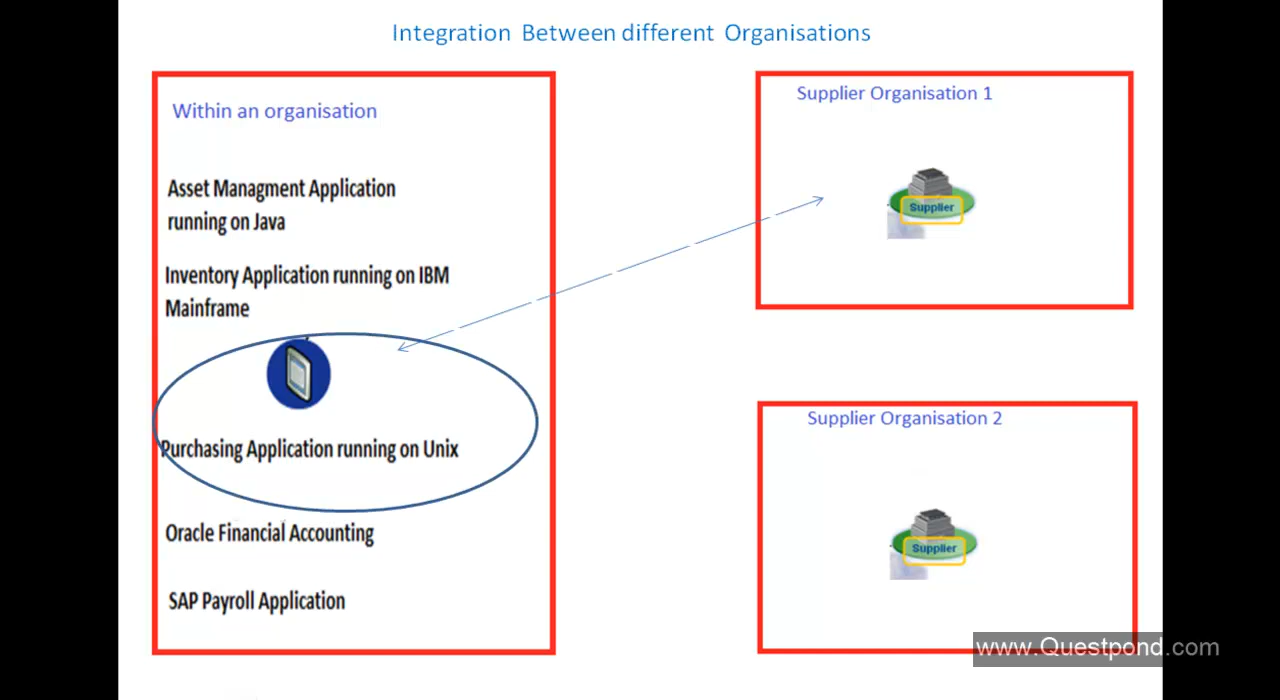 Integration Between different Organisations
Within an organisation
Asset Managment Application
running on Java
Inventory Application running on IBM
Mainframe
Purchasing Application running on Unix
Oracle Financial Accounting
SAP Payroll Application
Supplier Organisation 1
Supplier
Supplier Organisation 2
Supplier
www.Questpond.com